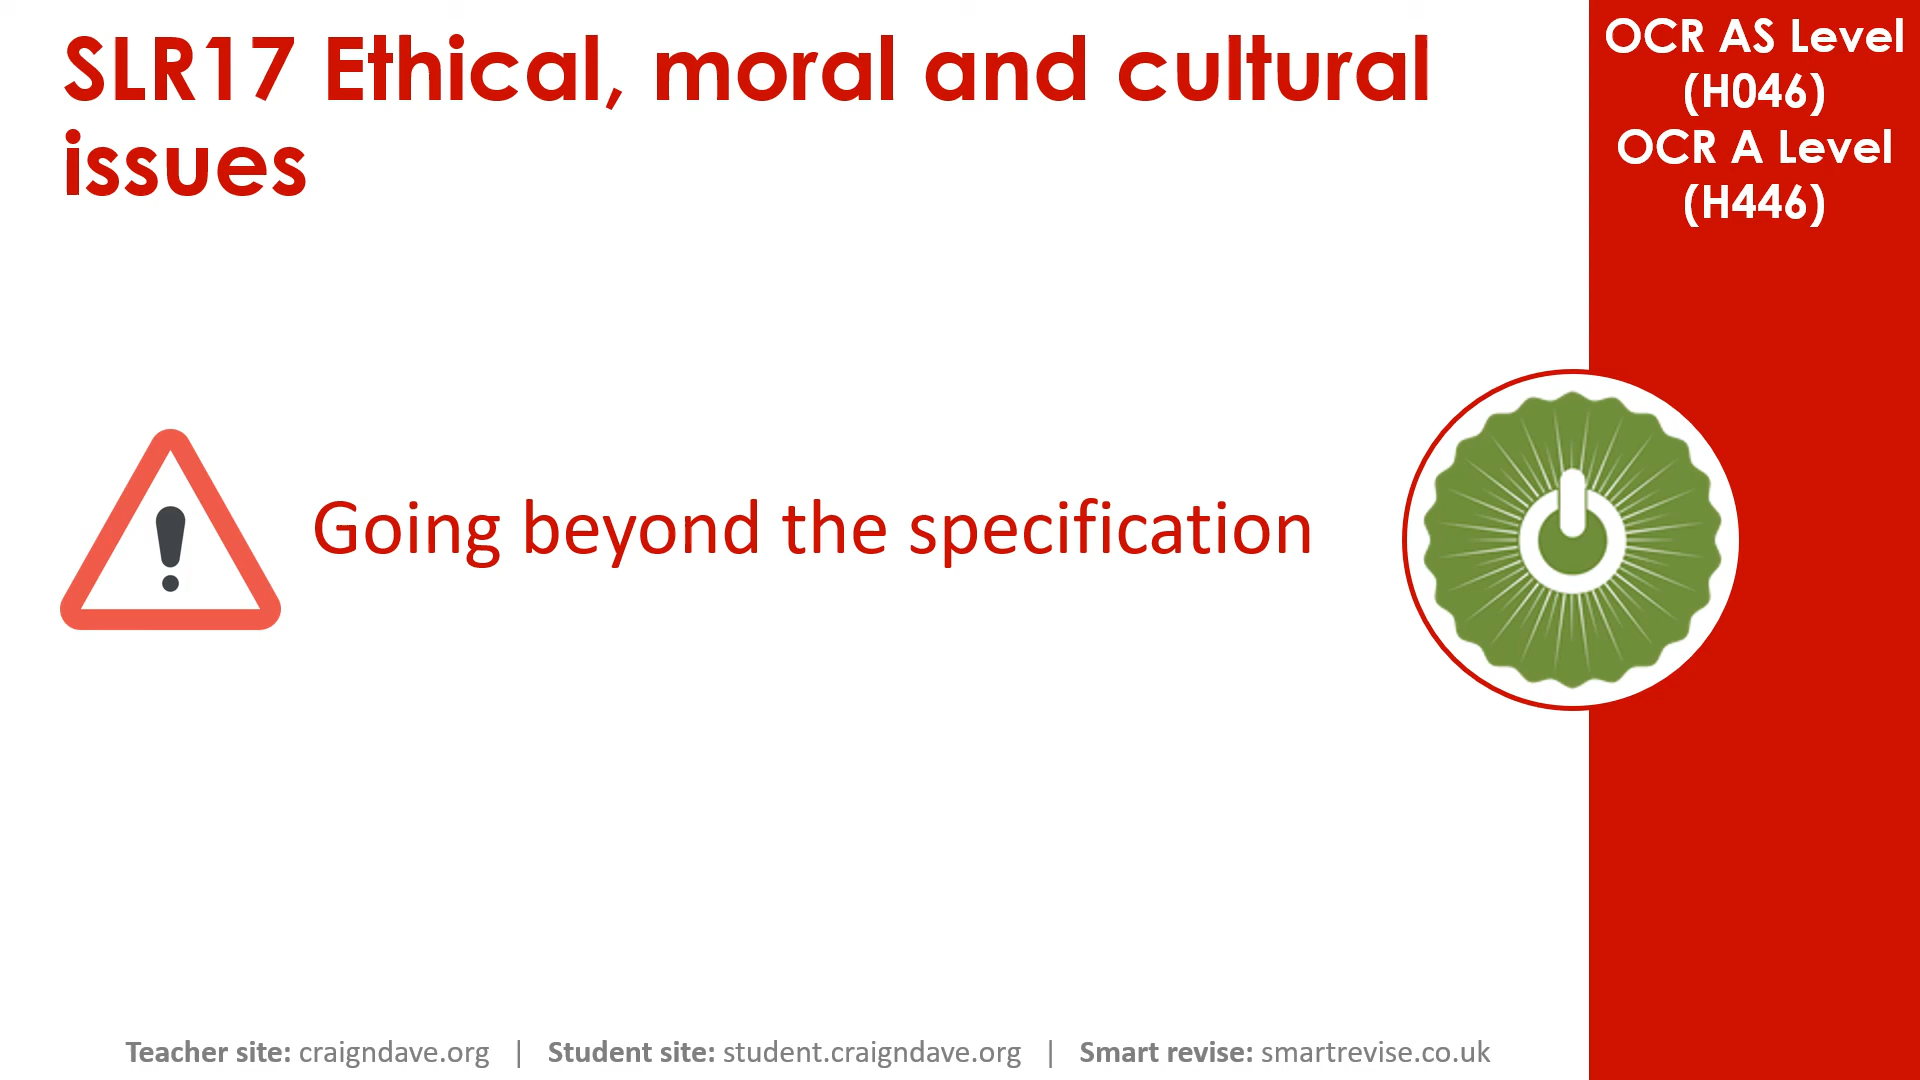 SLR17 Ethical, moral and cultural
issues
OCR AS Level
(H046)
OCR A Level
(H446)
Going beyond the specification
Teacher site: craigndave.org | Student site: student.craigndave.org | Smart revise: smartrevise.co.uk